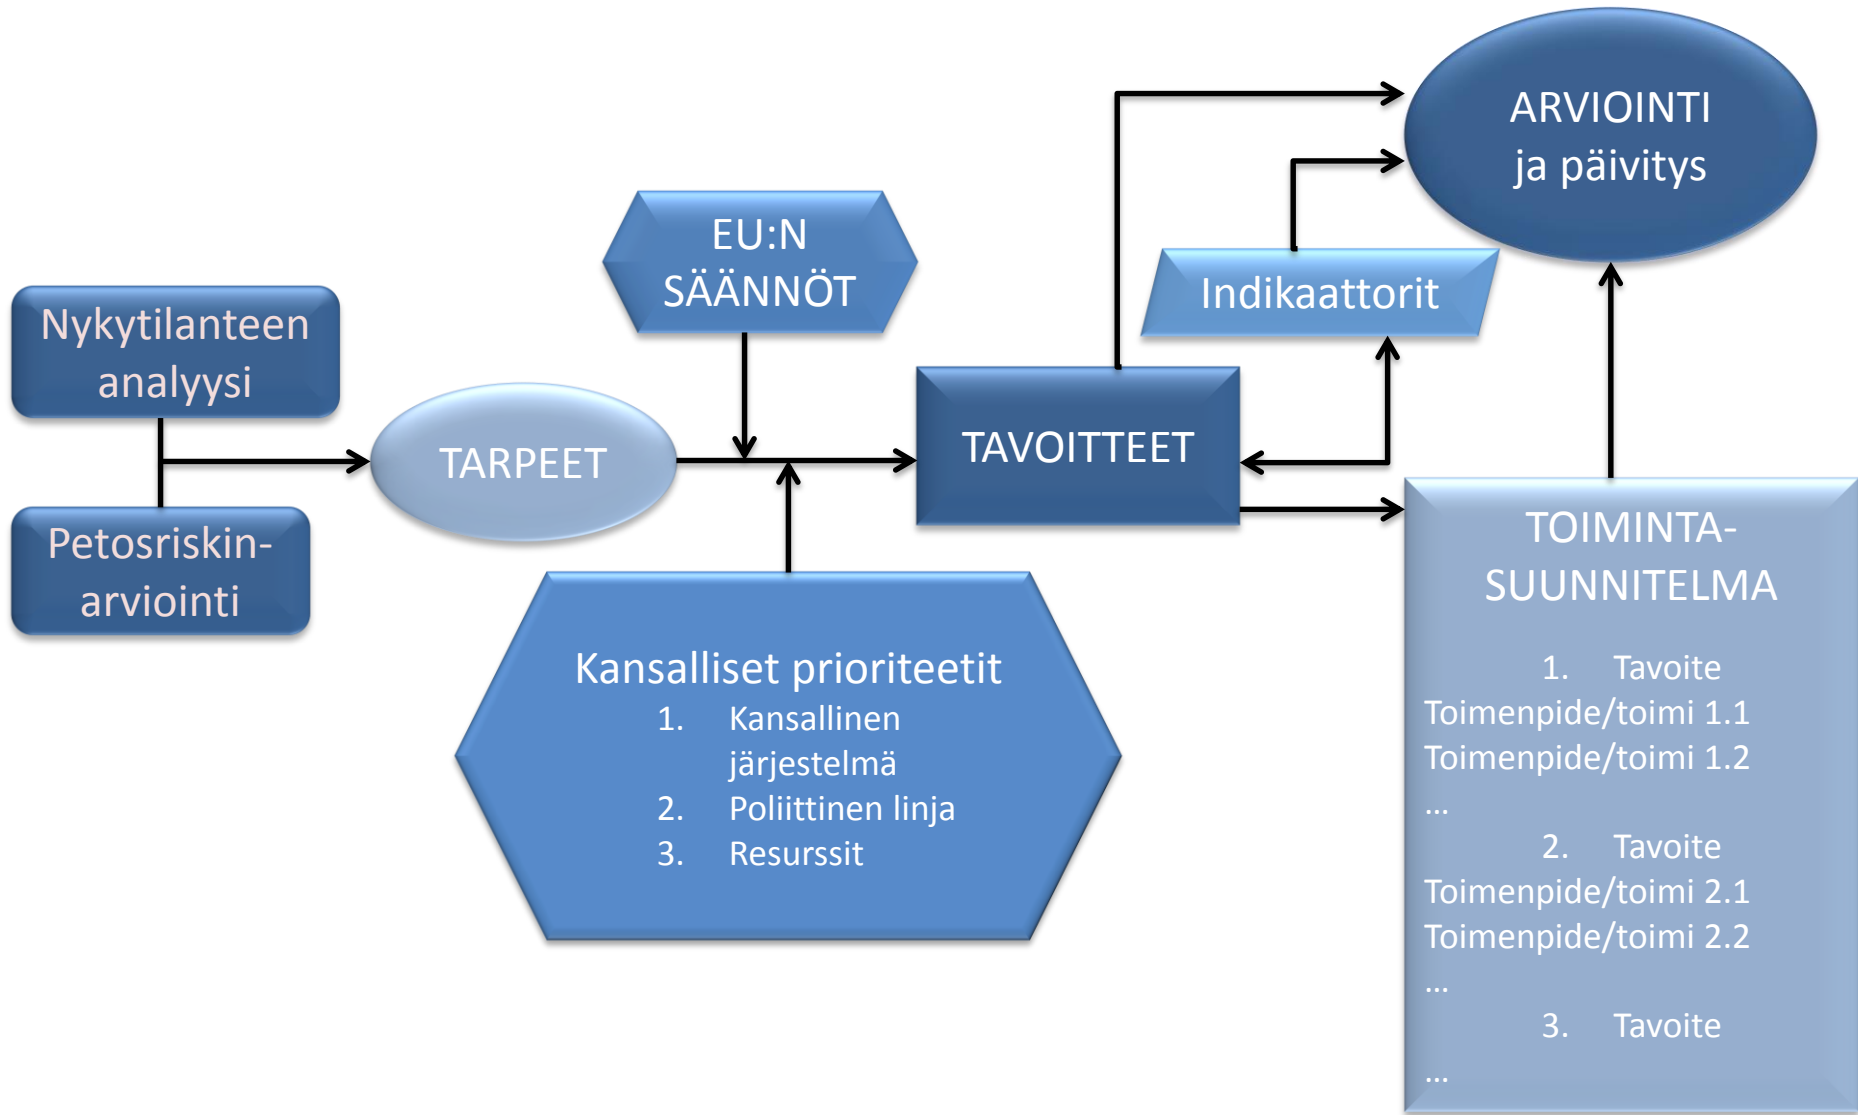 Nykytilanteen
analyysi
Petosriskin-
arviointi
TARPEET
EU:N
SÄÄNNÖT
Kansalliset prioriteetit
1. Kansallinen
järjestelmä
2. Poliittinen linja
3. Resurssit
TAVOITTEET
Indikaattorit
ARVIOINTI
ja päivitys
TOIMINTA-
SUUNNITELMA
1. Tavoite
Toimenpide/toimi 1.1
Toimenpide/toimi 1.2
...
2. Tavoite
Toimenpide/toimi 2.1
Toimenpide/toimi 2.2
...
3. Tavoite
...